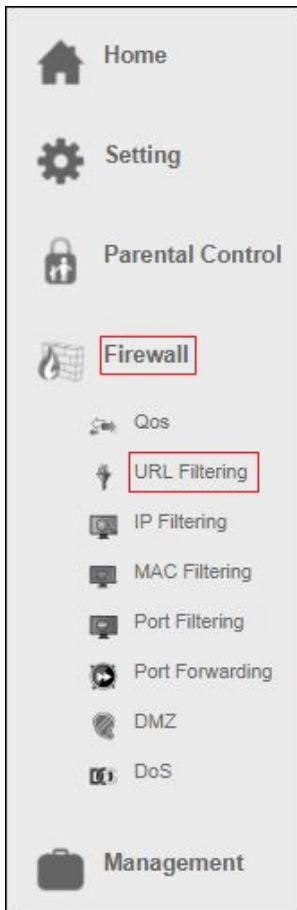 Home
Setting
Parental Control
Firewall
Qos
URL Filtering
IP Filtering
MAC Filtering
Port Filtering
Port Forwarding
DMZ
DoS
Management